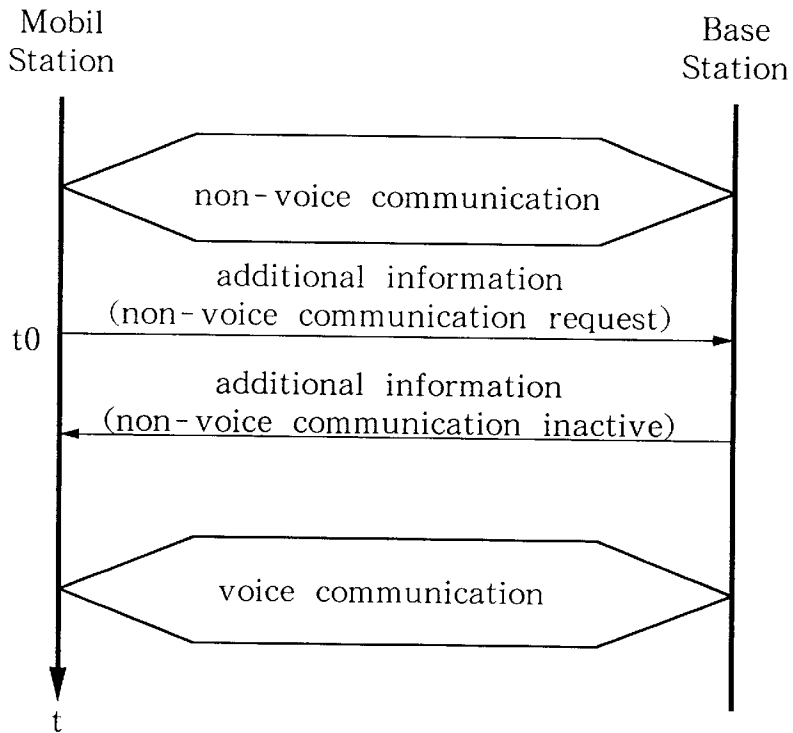 Mobil
Station
Base
Station
non-voice communication
additional information
(non-voice communication request)
t0
additional information
(non-voice communication inactive)
voice communication
t